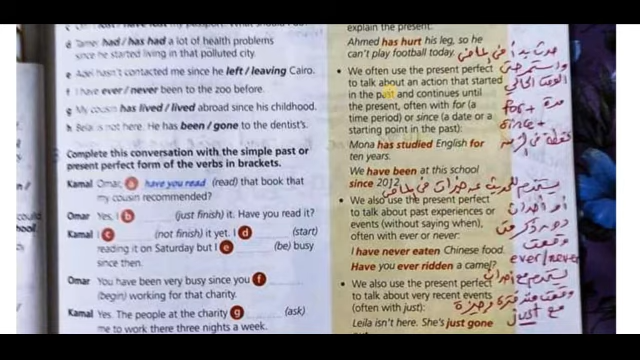 d Tamer had / has had a lot of health problems
since he started living in that polluted city.
e Adel hasn't contacted me since he left / leaving Cairo.
f I have ever / never been to the zoo before.
g My cousin has lived / lived abroad since his childhood.
h Belal is not here. He has been / gone to the dentist's.
Complete this conversation with the simple past or
present perfect form of the verbs in brackets.
Kamal Omar, a have you read (read) that book that
my cousin recommended?
Omar Yes, I b (just finish) it. Have you read it?
Kamal I c (not finish) it yet. I d (start)
reading it on Saturday but I e (be) busy
since then.
Omar You have been very busy since you f
(begin) working for that charity.
Kamal Yes. The people at the charity g (ask)
me to work there three nights a week.
explain the present.
Ahmed has hurt his leg, so he
can't play football today.
• We often use the present perfect
to talk about an action that started
in the past and continues until
the present, often with for (a
time period) or since (a date or a
starting point in the past):
Mona has studied English for
ten years.
We have been at this school
since 2012.
• We also use the present perfect
to talk about past experiences or
events (without saying when),
often with ever or never:
I have never eaten Chinese food.
Have you ever ridden a camel?
• We also use the present perfect
to talk about very recent events
(often with just):
Leila isn't here. She's just gone
حدث بدأ فى الماضى
واستمر حتى
الوقت الحالى
for + مدة
since +
ever/never
مع just